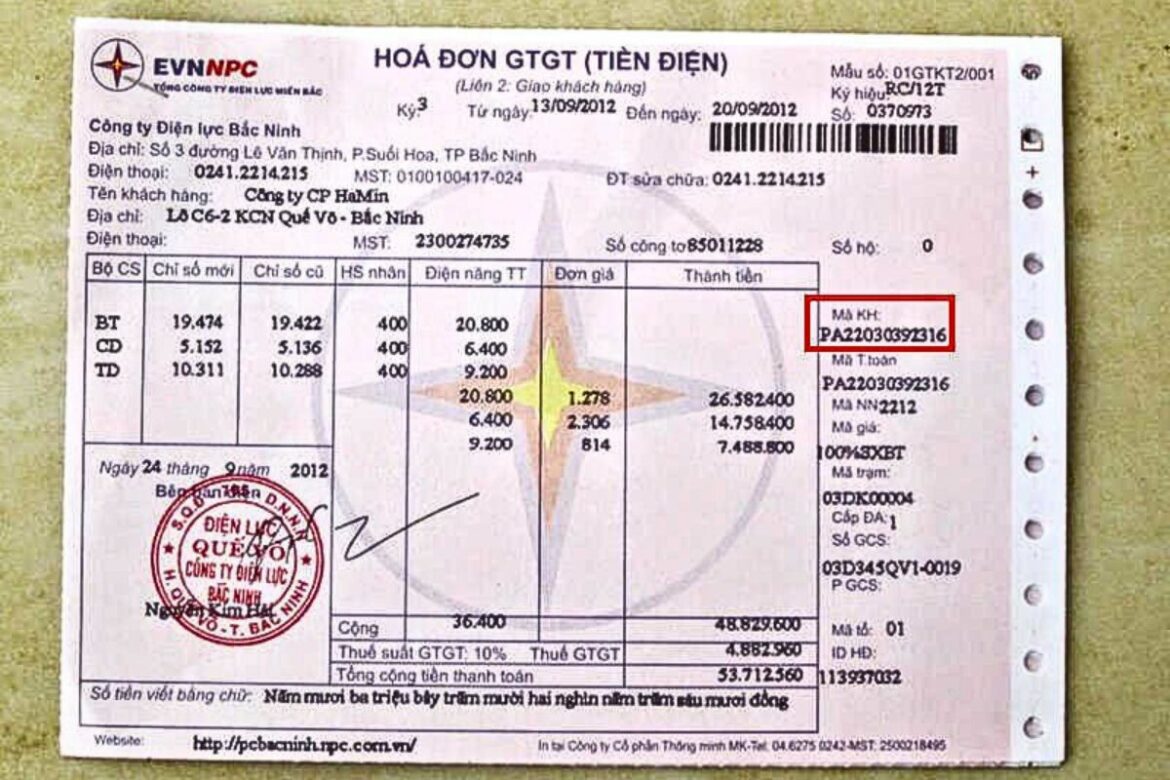 EVNNPC
TỔNG CÔNG TY ĐIỆN LỰC MIỀN BẮC
HOÁ ĐƠN GTGT (TIỀN ĐIỆN)
(Liên 2: Giao khách hàng)
Kỳ 3 Từ ngày 13/09/2012 Đến ngày: 20/09/2012
Mẫu số: 01GTKT2/001
Ký hiệu: RC/12T
Số: 0370973
Công ty Điện lực Bắc Ninh
Địa chỉ: Số 3 đường Lê Văn Thịnh, P.Suối Hoa, TP Bắc Ninh
Điện thoại: 0241.2214.215 MST: 0100100417-024 ĐT sửa chữa: 0241.2214.215
Tên khách hàng: Công ty CP HaMin
Địa chỉ: Lô C6-2 KCN Quế Võ - Bắc Ninh
Điện thoại: MST: 2300274735 Số công tơ 85011228 Số hộ: 0
Bộ CS Chỉ số mới Chỉ số cũ HS nhân Điện năng TT Đơn giá Thành tiền
BT 19.474 19.422 400 20.800
CD 5.152 5.136 400 6.400
TD 10.311 10.288 400 9.200
20.800 1.278 26.582.400
6.400 2.306 14.758.400
9.200 814 7.488.800
Mã KH:
PA22030392316
Mã T.toán
PA22030392316
Mã NN 2212
Mã giá:
100%SXBT
Mã trạm:
03DK00004
Cấp ĐA: 1
Số GCS:
03D345QV1-0019
P GCS:
Mã tổ: 01
ID HĐ:
113937032
Ngày 24 tháng 9 năm 2012
Bên bán điện
S.Q.Đ 195 D.N.N.N
ĐIỆN LỰC
QUẾ VÕ
CÔNG TY ĐIỆN LỰC
BẮC NINH
H. QUẾ VÕ - T. BẮC NINH
Nguyễn Kim Hải
Cộng 36.400 48.829.600
Thuế suất GTGT: 10% Thuế GTGT 4.882.960
Tổng cộng tiền thanh toán 53.712.560
Số tiền viết bằng chữ: Năm mươi ba triệu bảy trăm mười hai nghìn năm trăm sáu mươi đồng
Website: http://pcbacninh.npc.com.vn/
In tại Công ty Cổ phần Thông minh MK-Tel: 04.6275 0242-MST: 2500218495